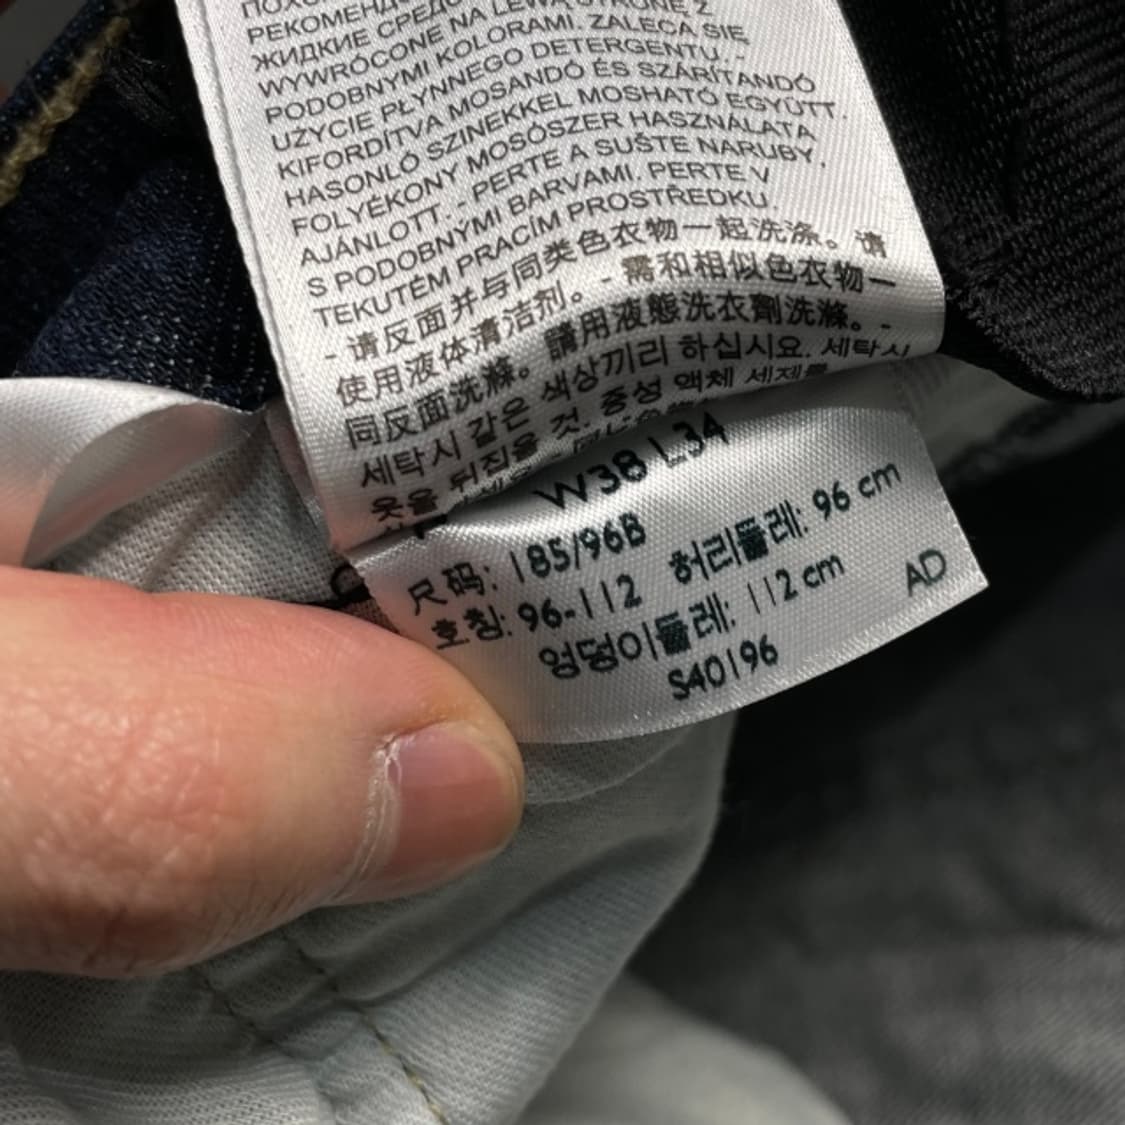 РЕКОМЕНД
WYWRÓCONE NA LEWĄ STRONĘ Z
ЖИДКИЕ СРЕДС
PODOBNYMI KOLORAMI. ZALECA SIĘ
UŻYCIE PŁYNNEGO DETERGENTU. -
KIFORDÍTVA MOSANDÓ ÉS SZÁRÍTANDÓ
HASONLÓ SZINEKKEL MOSHATÓ EGYÜTT.
FOLYÉKONY MOSÓSZER HASZNÁLATA
AJÁNLOTT. - PERTE A SUŠTE NARUBY,
S PODOBNYMI BARVAMI. PERTE V
TEKUTÉM PRACÍM PROSTŘEDKU.
- 请反面并与同类色衣物一起洗涤。请
使用液体清洁剂。- 需和相似色衣物一
同反面洗滌。請用液態洗衣劑洗滌。-
세탁시 같은 색상끼리 하십시요. 세탁시
옷을 뒤집을 것. 중성 액체 세제를
W38 L34
尺码: 185/96B
호칭: 96-112 허리둘레: 96 cm
엉덩이둘레: 112 cm AD
S40196